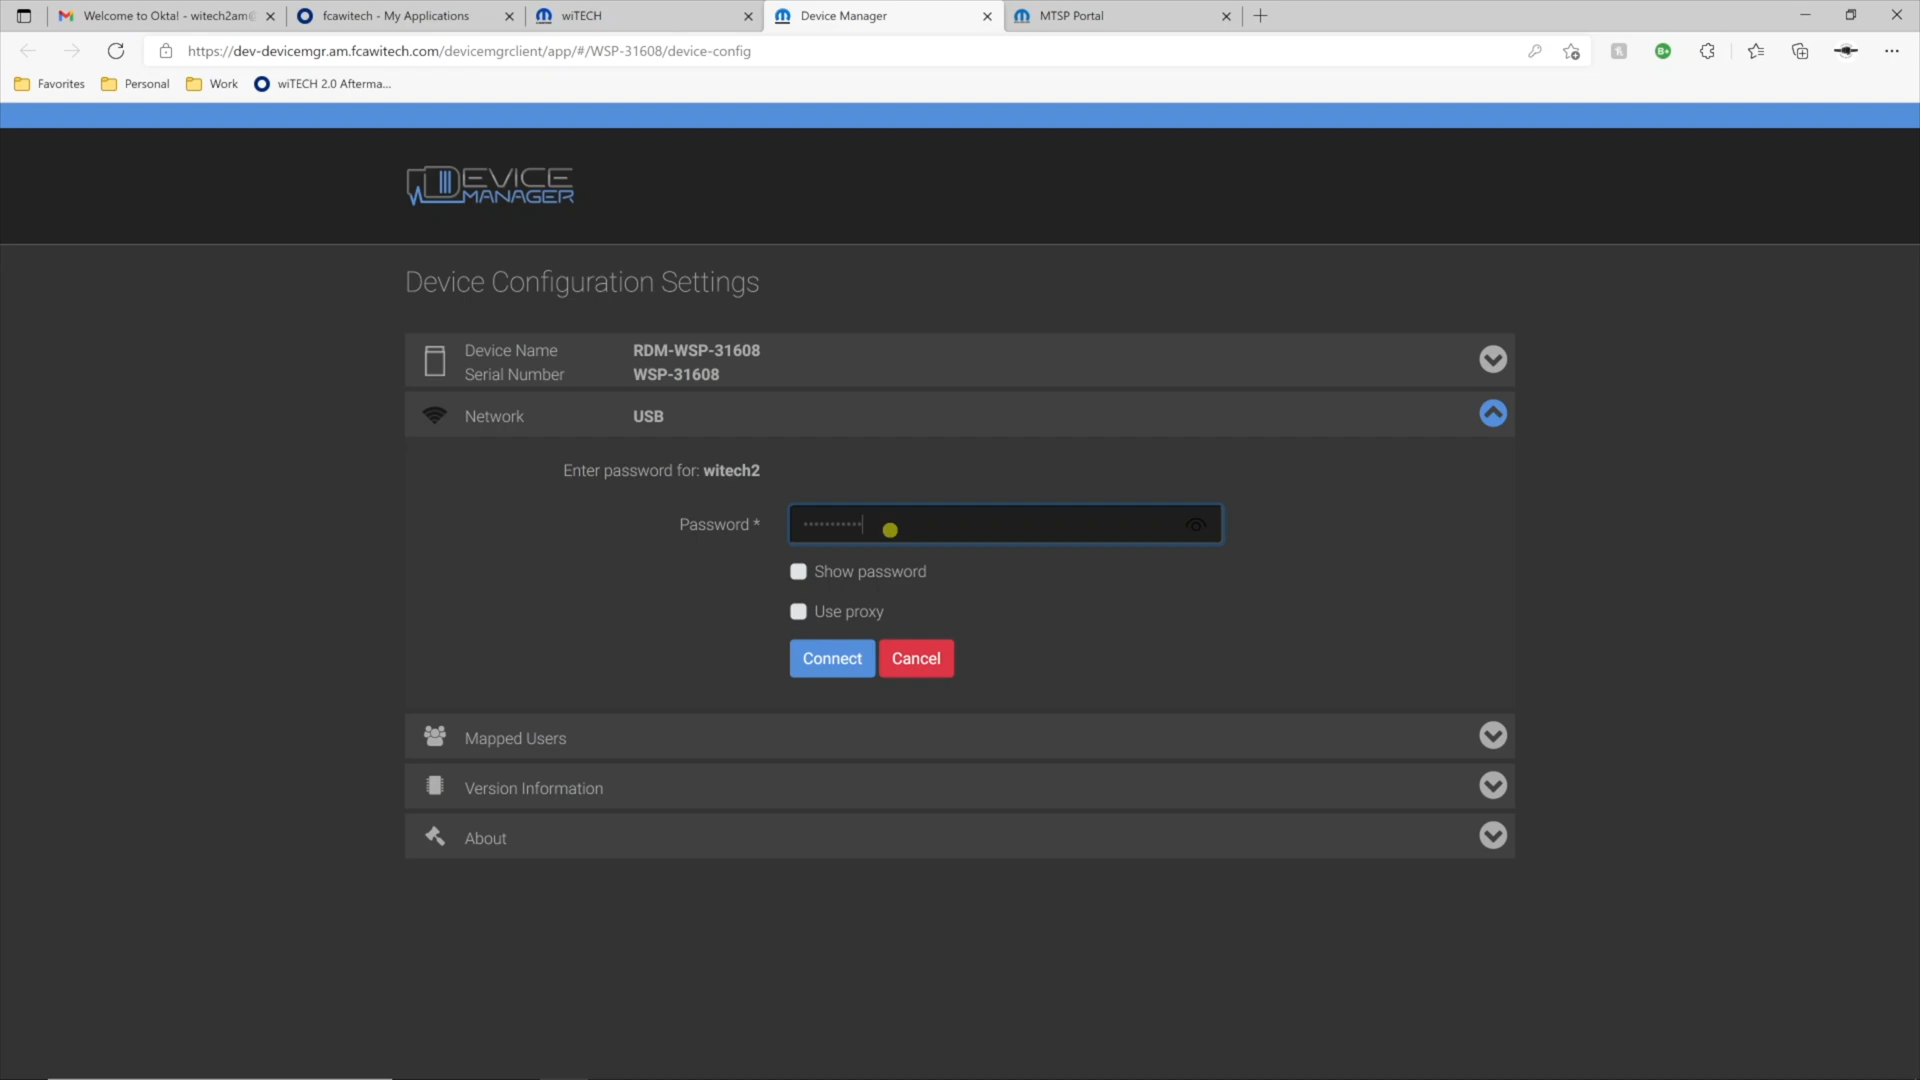 Welcome to Okta! - witech2am@
fcawitech - My Applications
wiTECH
Device Manager
MTSP Portal
https://dev-devicemgr.am.fcawitech.com/devicemgrclient/app/#/WSP-31608/device-config
Favorites
Personal
Work
wiTECH 2.0 Afterma...
DEVICE
MANAGER
Device Configuration Settings
Device Name RDM-WSP-31608
Serial Number WSP-31608
Network USB
Enter password for: witech2
Password *
Show password
Use proxy
Connect Cancel
Mapped Users
Version Information
About